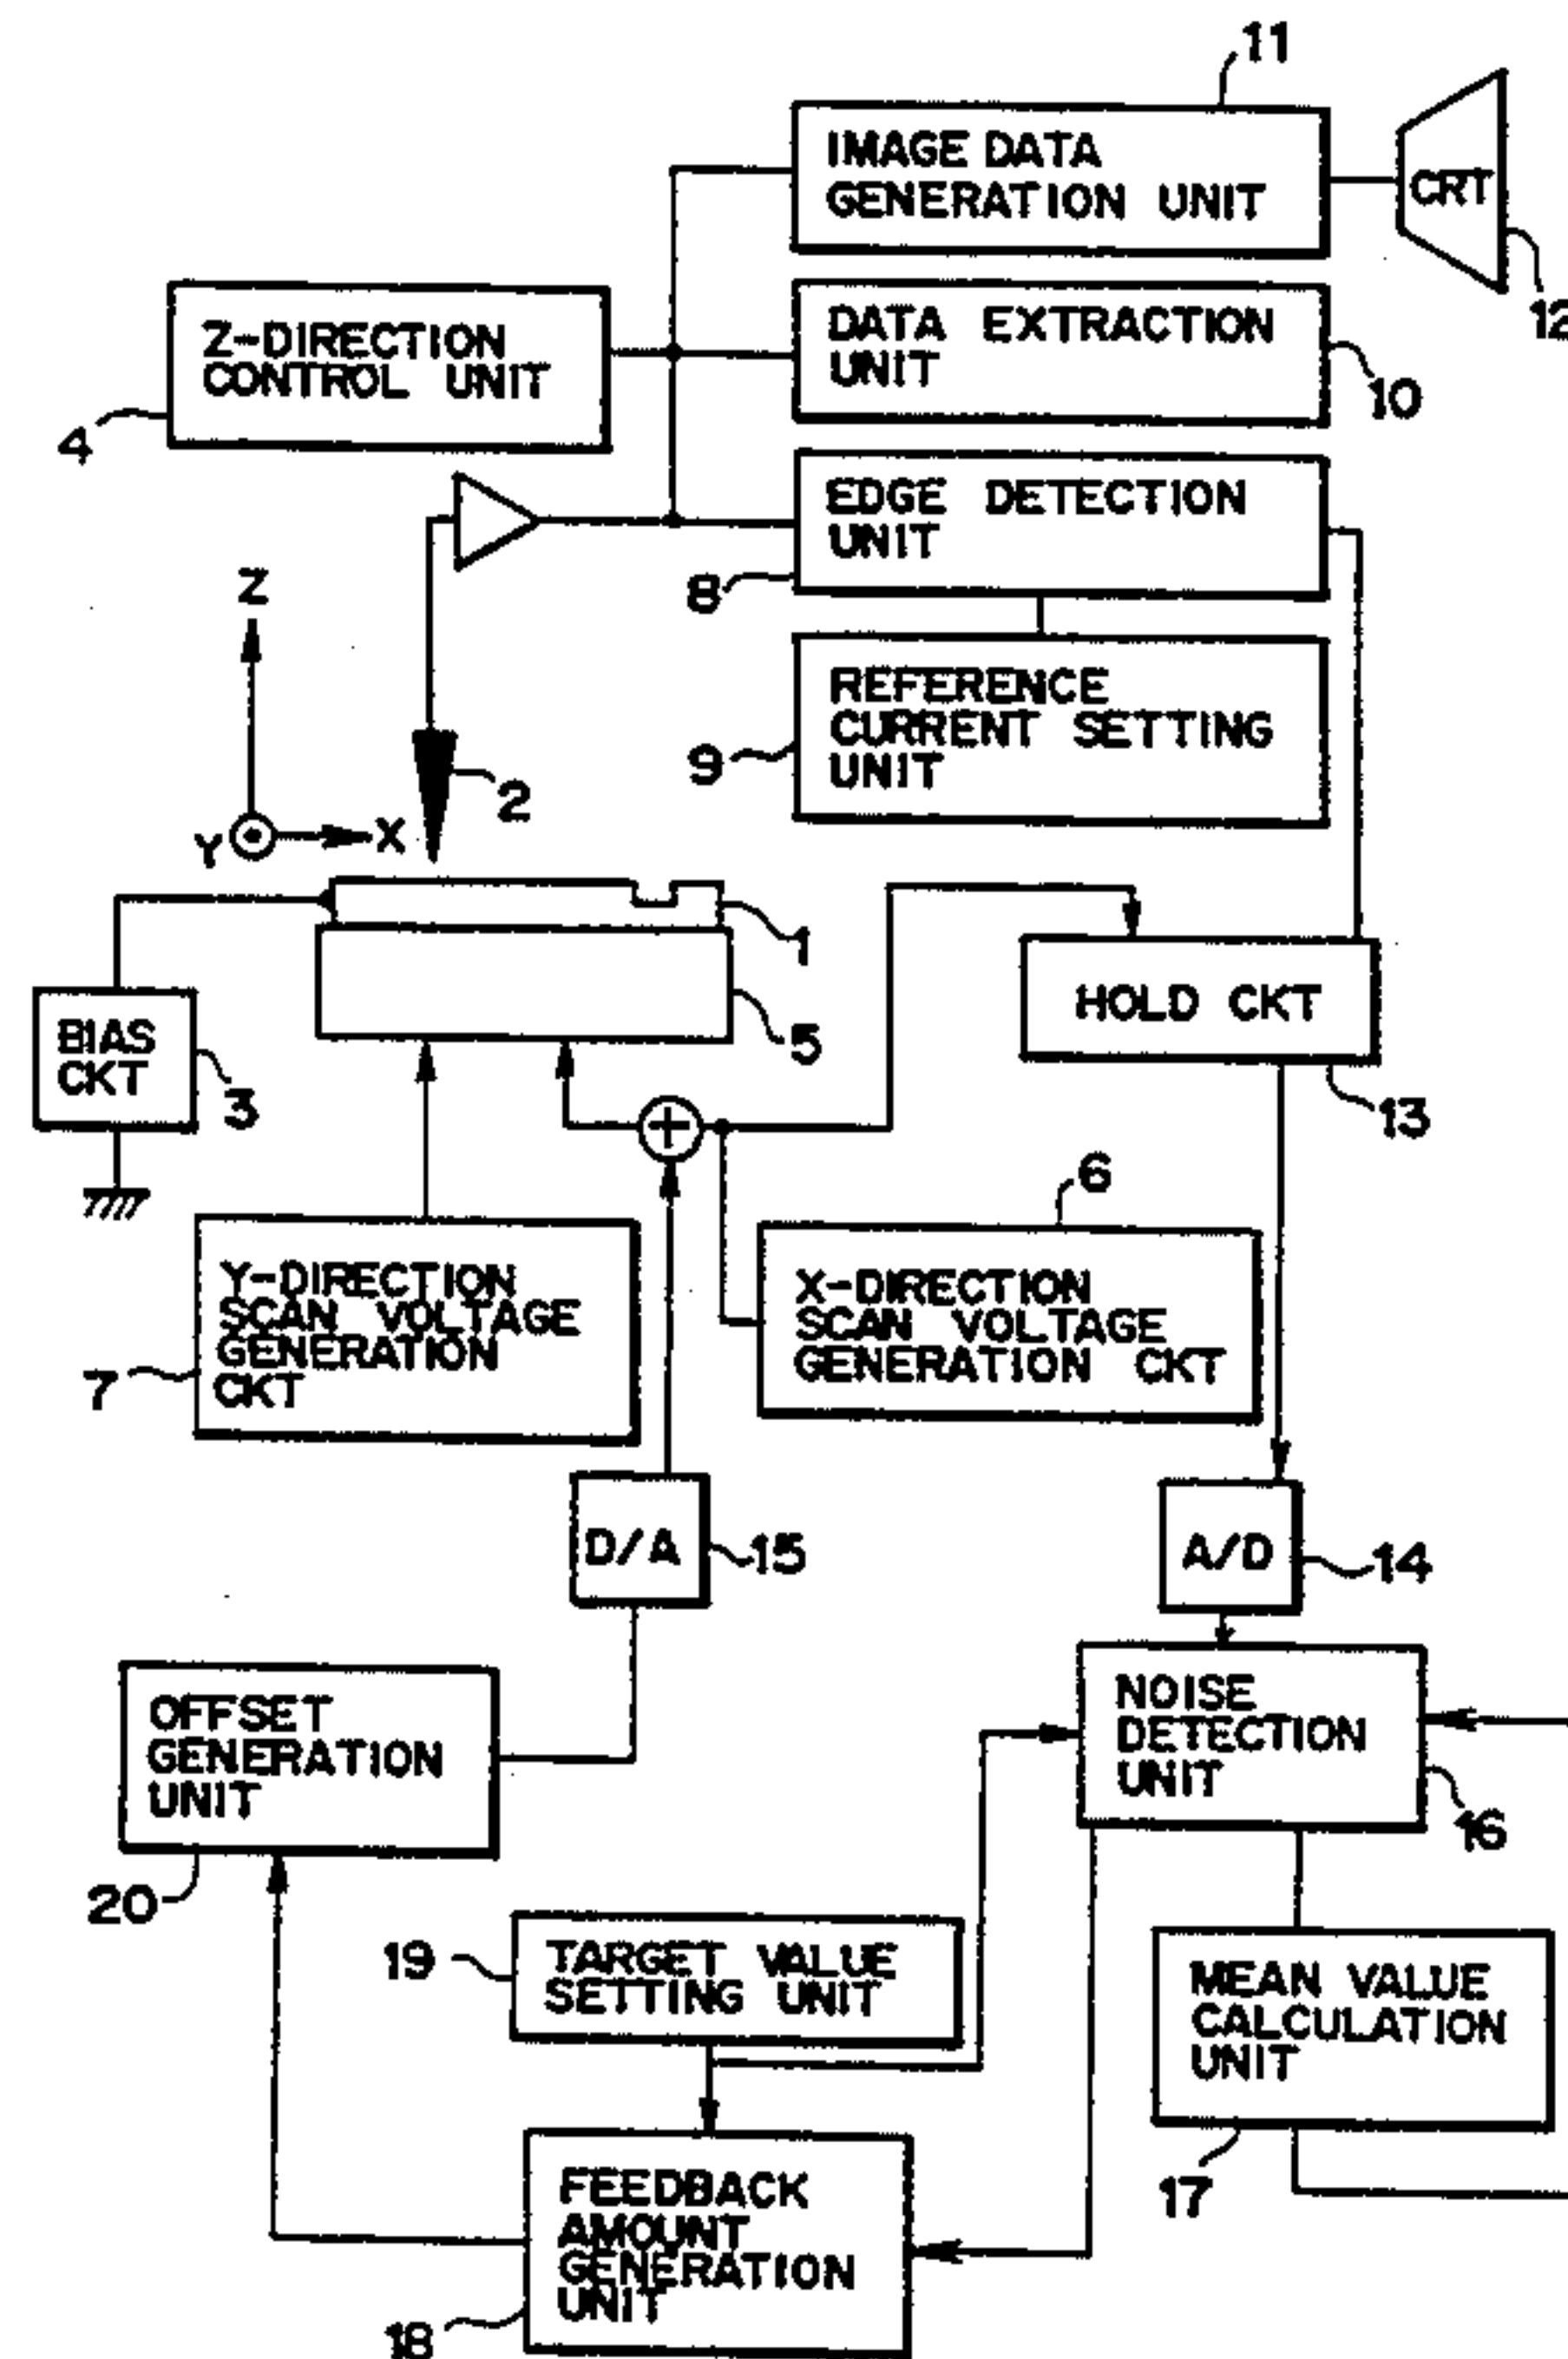 11
IMAGE DATA
GENERATION UNIT
CRT
12
Z-DIRECTION
CONTROL UNIT
4
DATA EXTRACTION
UNIT
10
EDGE DETECTION
UNIT
8
Z
REFERENCE
CURRENT SETTING
UNIT
9
2
Y
X
1
HOLD CKT
BIAS
CKT
5
3
13
6
Y-DIRECTION
SCAN VOLTAGE
GENERATION
CKT
7
X-DIRECTION
SCAN VOLTAGE
GENERATION CKT
D/A
15
A/D
14
OFFSET
GENERATION
UNIT
NOISE
DETECTION
UNIT
16
20
19
TARGET VALUE
SETTING UNIT
MEAN VALUE
CALCULATION
UNIT
17
FEEDBACK
AMOUNT
GENERATION
UNIT
18